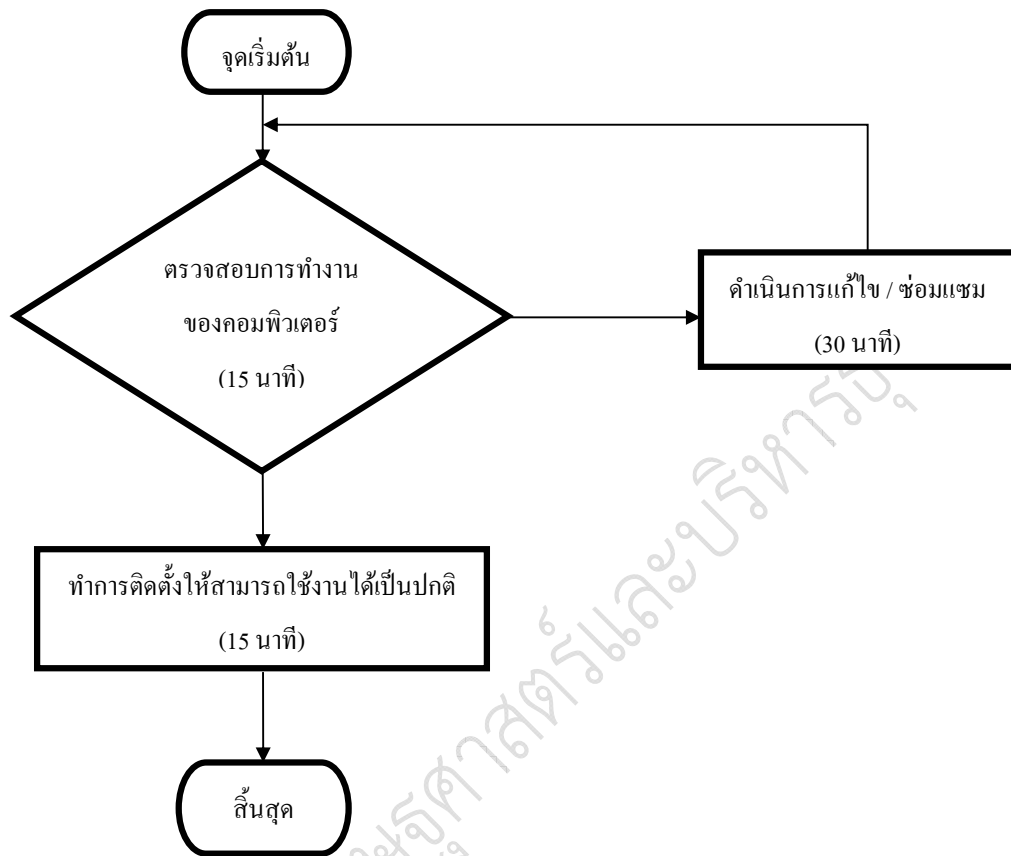 จุดเริ่มต้น
ตรวจสอบการทำงาน
ของคอมพิวเตอร์
(15 นาที)
ดำเนินการแก้ไข / ซ่อมแซม
(30 นาที)
ทำการติดตั้งให้สามารถใช้งานได้เป็นปกติ
(15 นาที)
สิ้นสุด